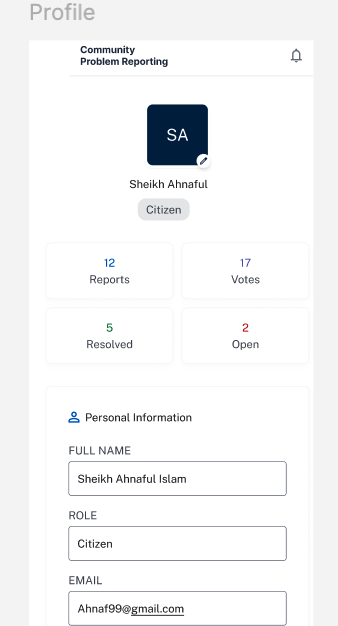 Profile
Community
Problem Reporting
SA
Sheikh Ahnaful
Citizen
12
Reports
17
Votes
5
Resolved
2
Open
Personal Information
FULL NAME
Sheikh Ahnaful Islam
ROLE
Citizen
EMAIL
Ahnaf99@gmail.com